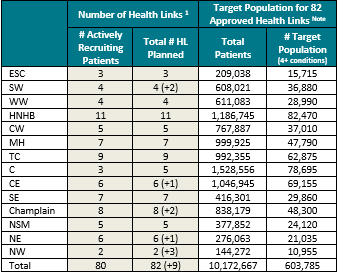 Number of Health Links 1
Target Population for 82 Approved Health Links Note
# Actively Recruiting Patients
Total # HL Planned
Total Patients
# Target Population (4+ conditions)
ESC 3 3 209,038 15,715
SW 4 4 (+2) 608,021 36,880
WW 4 4 611,083 28,990
HNHB 11 11 1,186,745 82,470
CW 5 5 767,887 37,010
MH 7 7 999,925 47,790
TC 9 9 992,355 62,875
C 3 5 1,528,556 78,695
CE 6 6 (+1) 1,046,945 69,155
SE 7 7 416,301 29,860
Champlain 8 8 (+2) 838,179 48,300
NSM 5 5 377,852 24,120
NE 6 6 (+1) 276,063 21,035
NW 2 2 (+3) 144,272 10,955
Total 80 82 (+9) 10,172,667 603,785